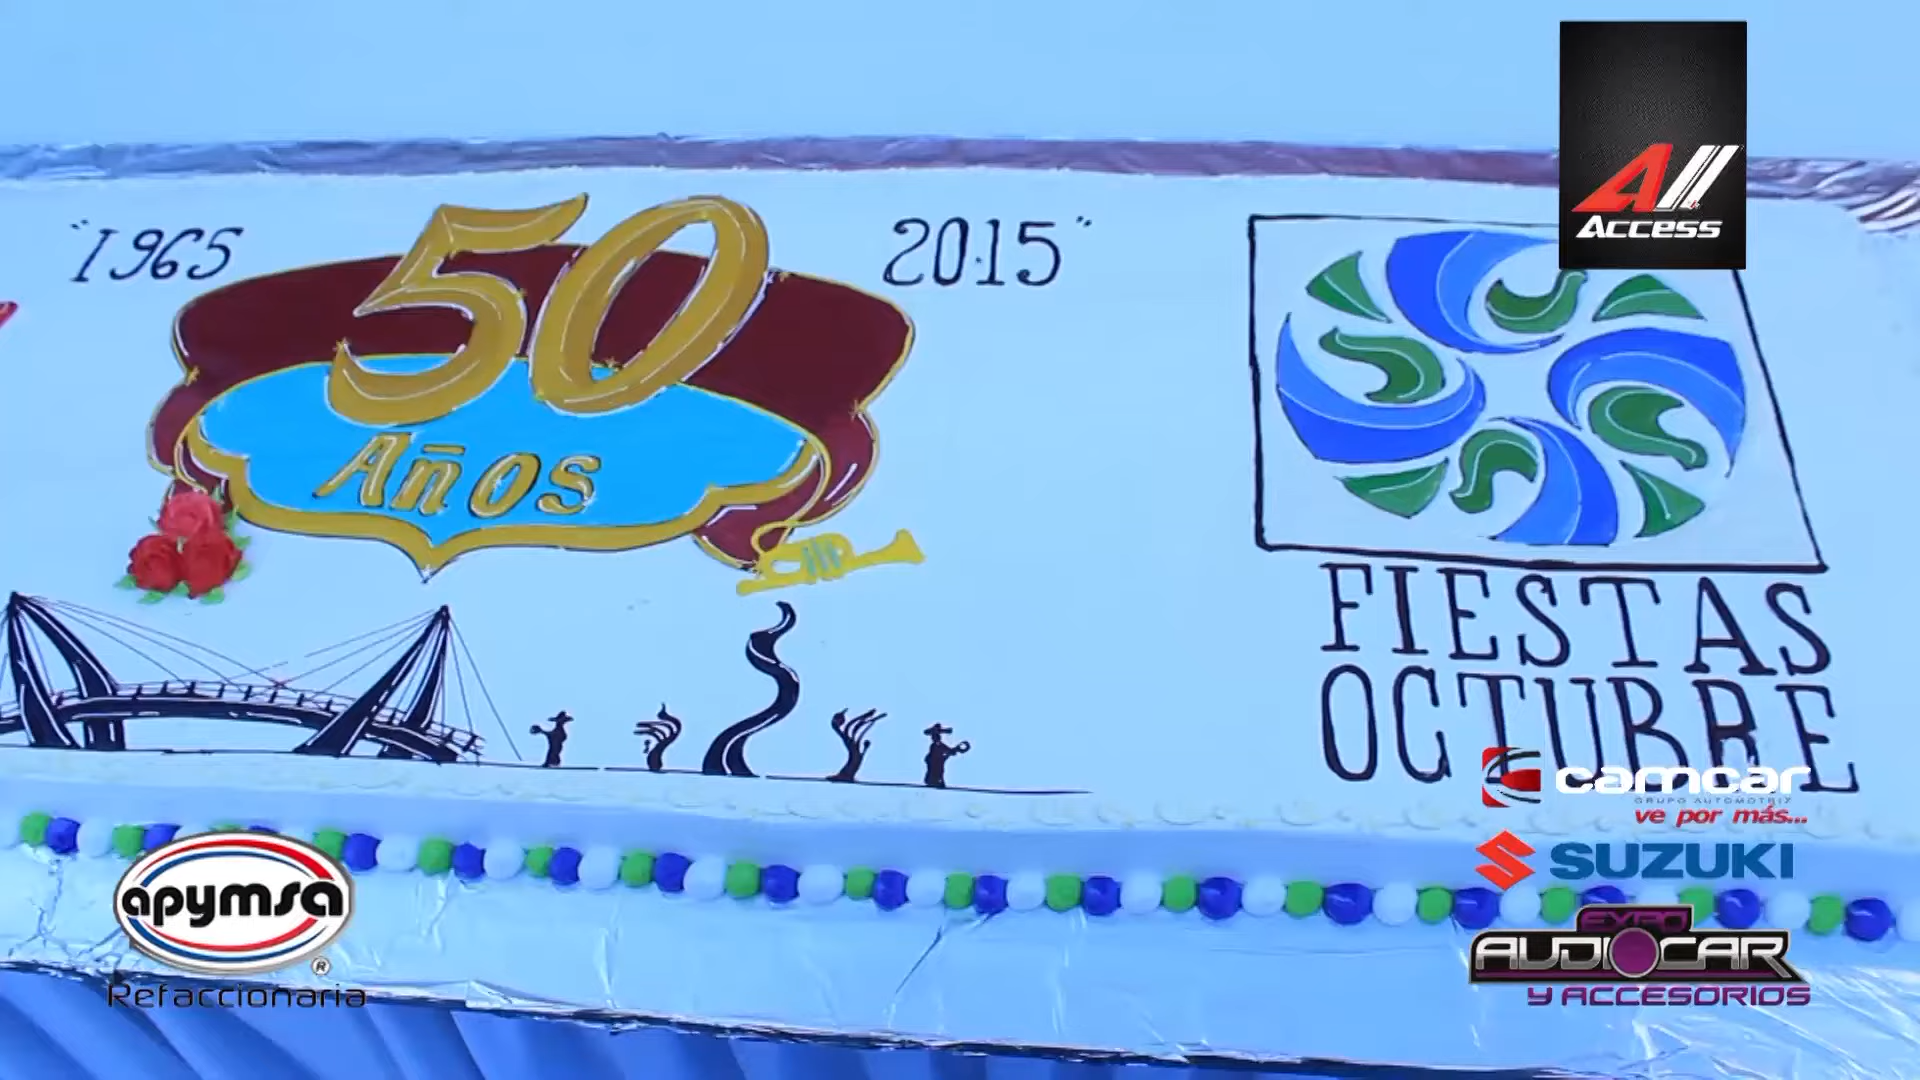 "1965
50
Años
2015"
All
Access
FIESTAS
OCTUBRE
camcar
GRUPO AUTOMOTRIZ
ve por más...
SUZUKI
apymsa
®
Refaccionaria
EXPO
AUDIOCAR
Y ACCESORIOS